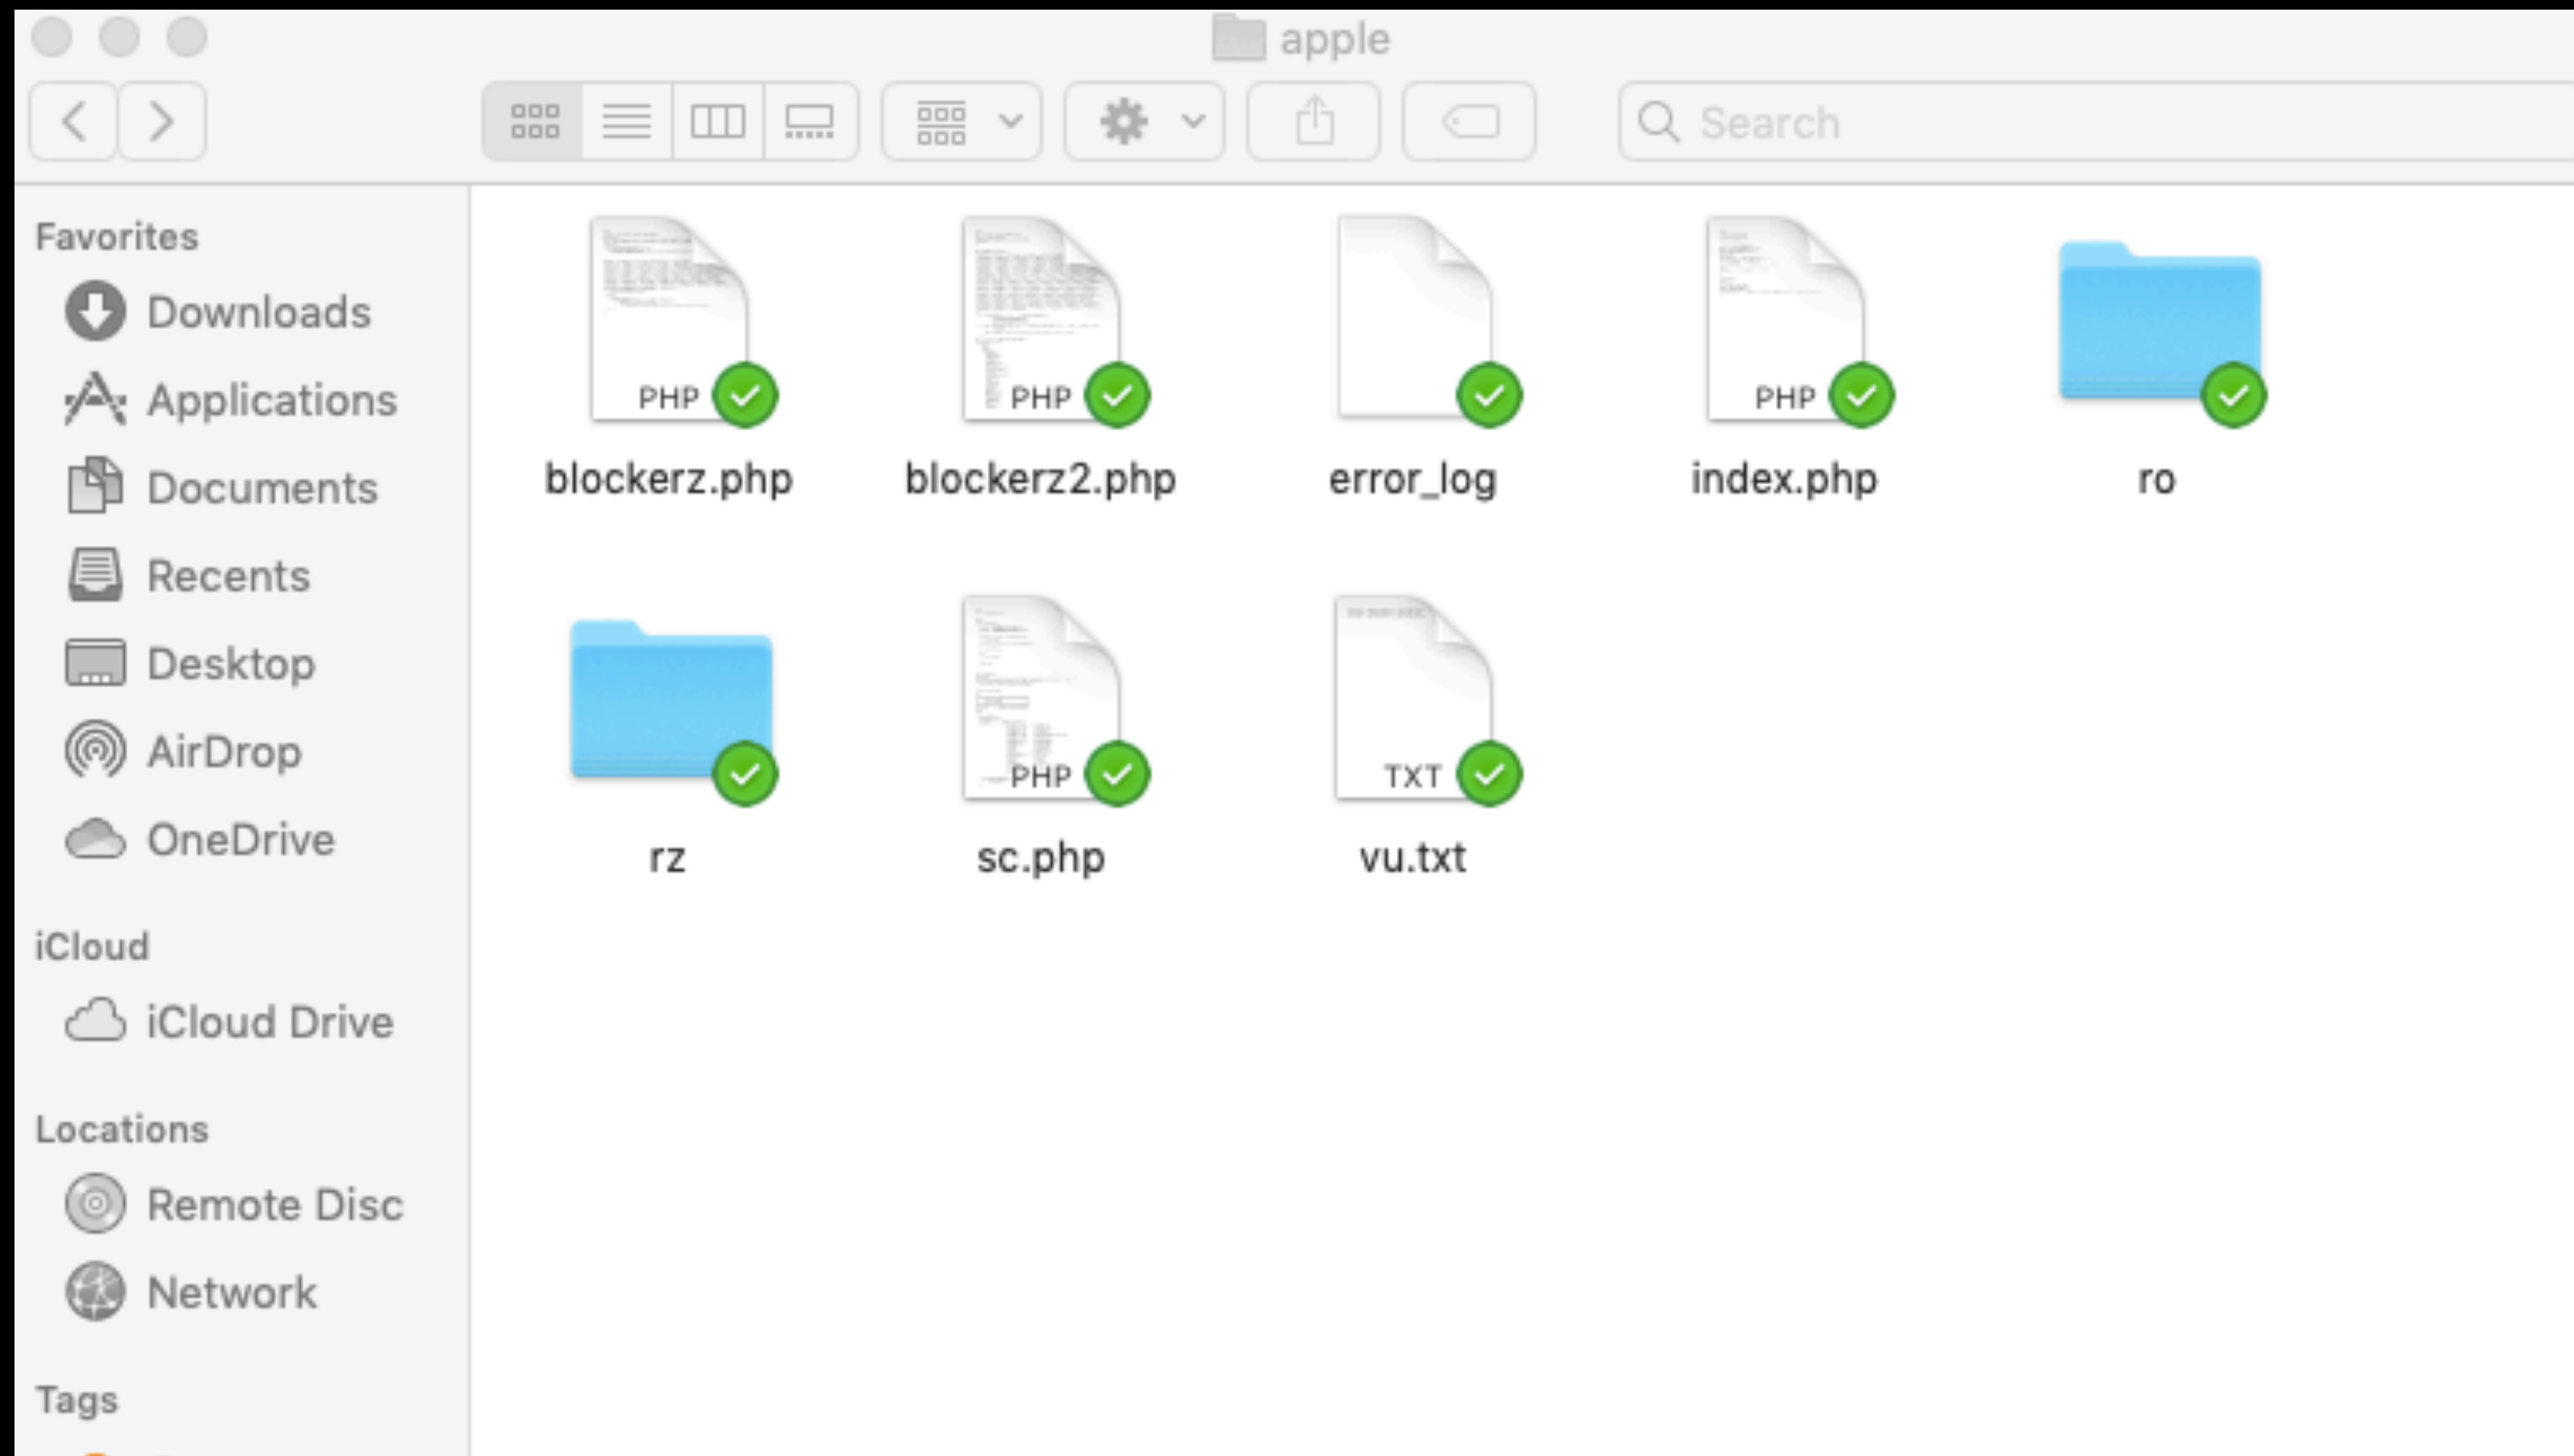 apple
Search
Favorites
Downloads
Applications
Documents
Recents
Desktop
AirDrop
OneDrive
iCloud
iCloud Drive
Locations
Remote Disc
Network
Tags
PHP PHP PHP
blockerz.php blockerz2.php error_log index.php ro
PHP TXT
rz sc.php vu.txt